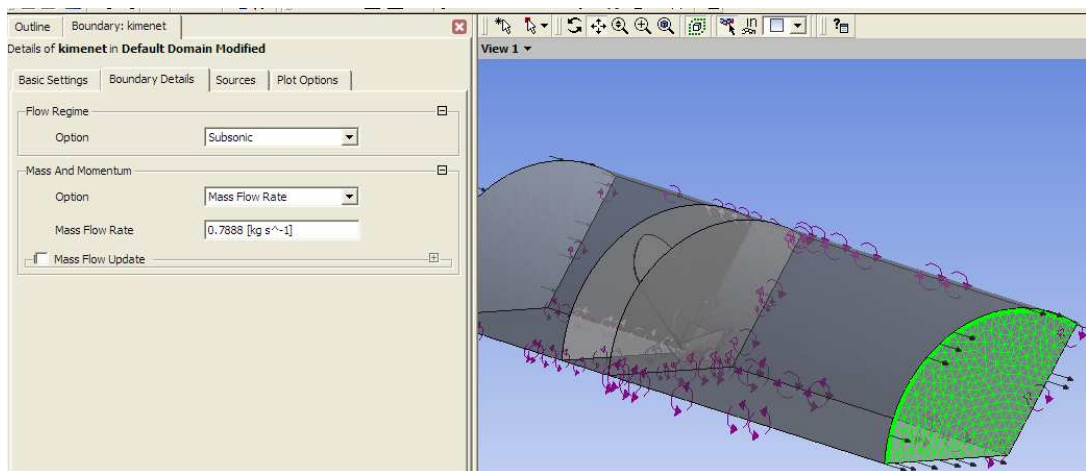 Outline
Boundary: kimenet
Details of kimenet in Default Domain Modified
Basic Settings
Boundary Details
Sources
Plot Options
Flow Regime
Option
Subsonic
Mass And Momentum
Option
Mass Flow Rate
Mass Flow Rate
0.7888 [kg s^-1]
Mass Flow Update
View 1